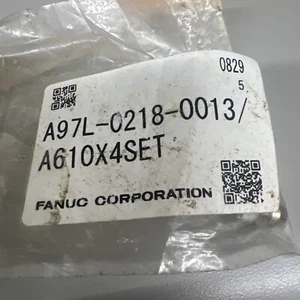 0829
5
A97L-0218-0013/
A610X4SET
FANUC CORPORATION